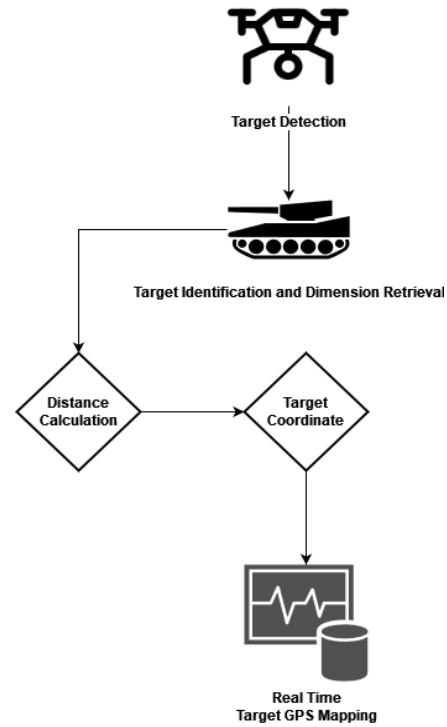 Target Detection
Target Identification and Dimension Retrieval
Distance
Calculation
Target
Coordinate
Real Time
Target GPS Mapping